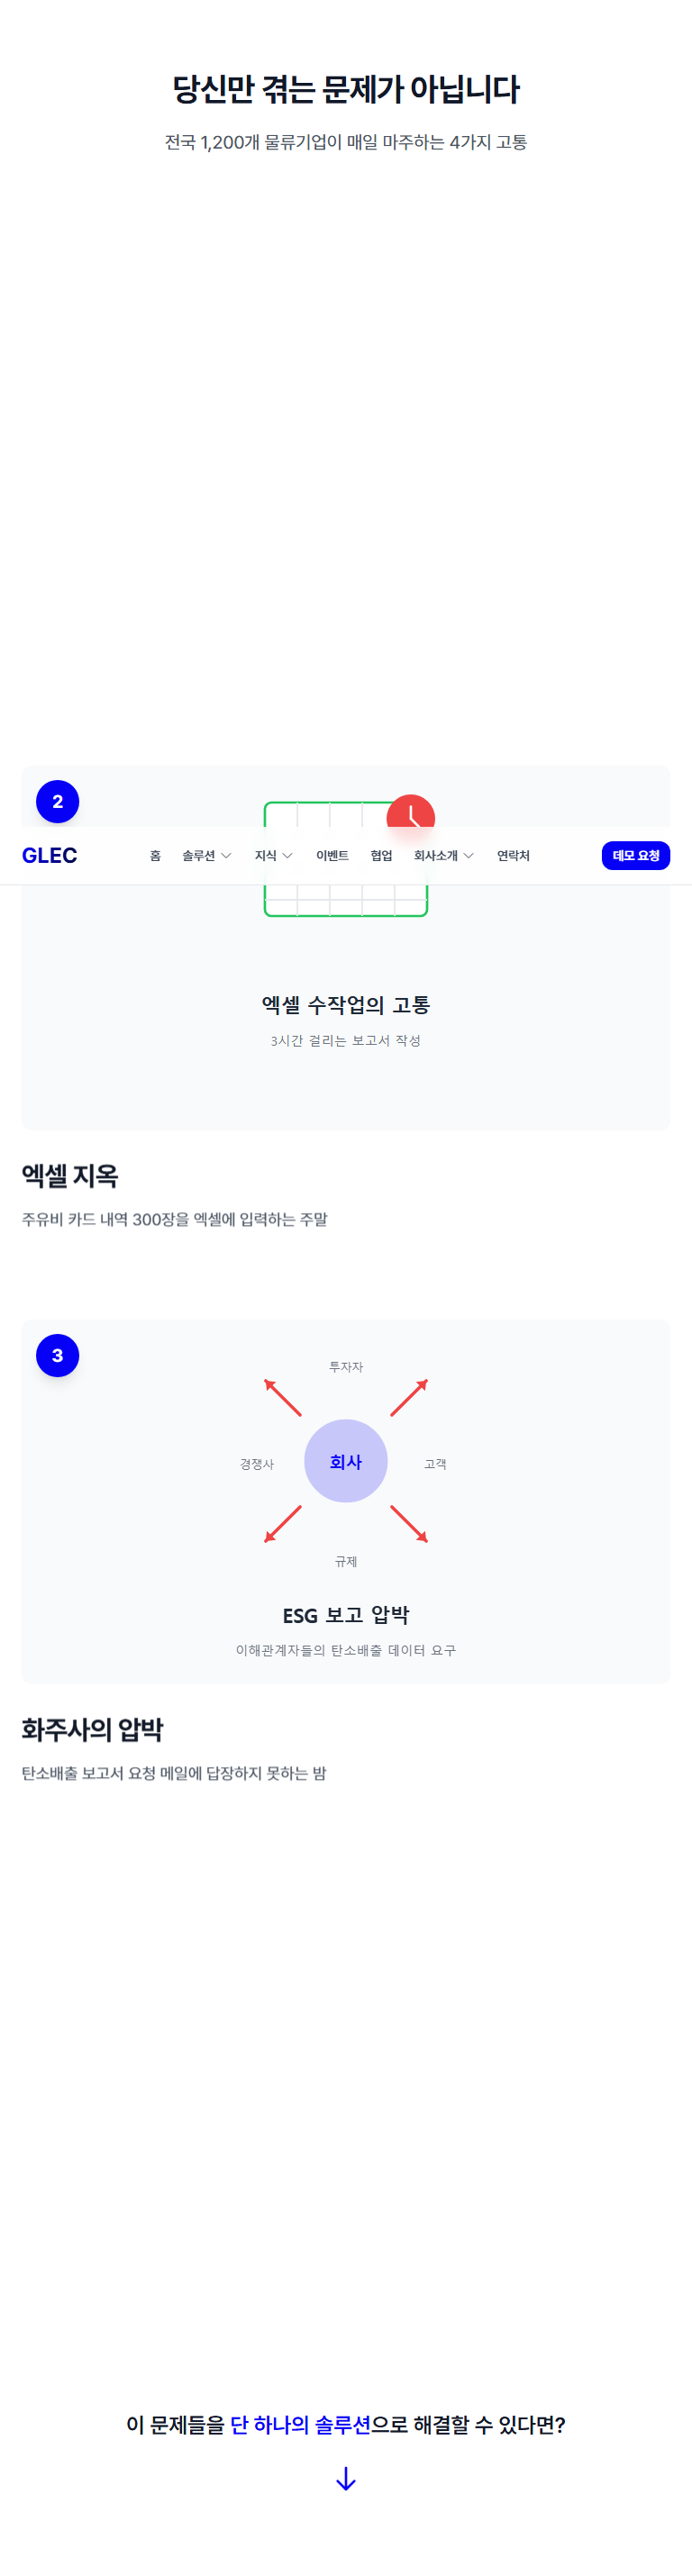 당신만 겪는 문제가 아닙니다
전국 1,200개 물류기업이 매일 마주하는 4가지 고통
2
GLEC 홈 솔루션 지식 이벤트 협업 회사소개 연락처 데모 요청
엑셀 수작업의 고통
3시간 걸리는 보고서 작성
엑셀 지옥
주유비 카드 내역 300장을 엑셀에 입력하는 주말
3
투자자
경쟁사 회사 고객
규제
ESG 보고 압박
이해관계자들의 탄소배출 데이터 요구
화주사의 압박
탄소배출 보고서 요청 메일에 답장하지 못하는 밤
이 문제들을 단 하나의 솔루션으로 해결할 수 있다면?